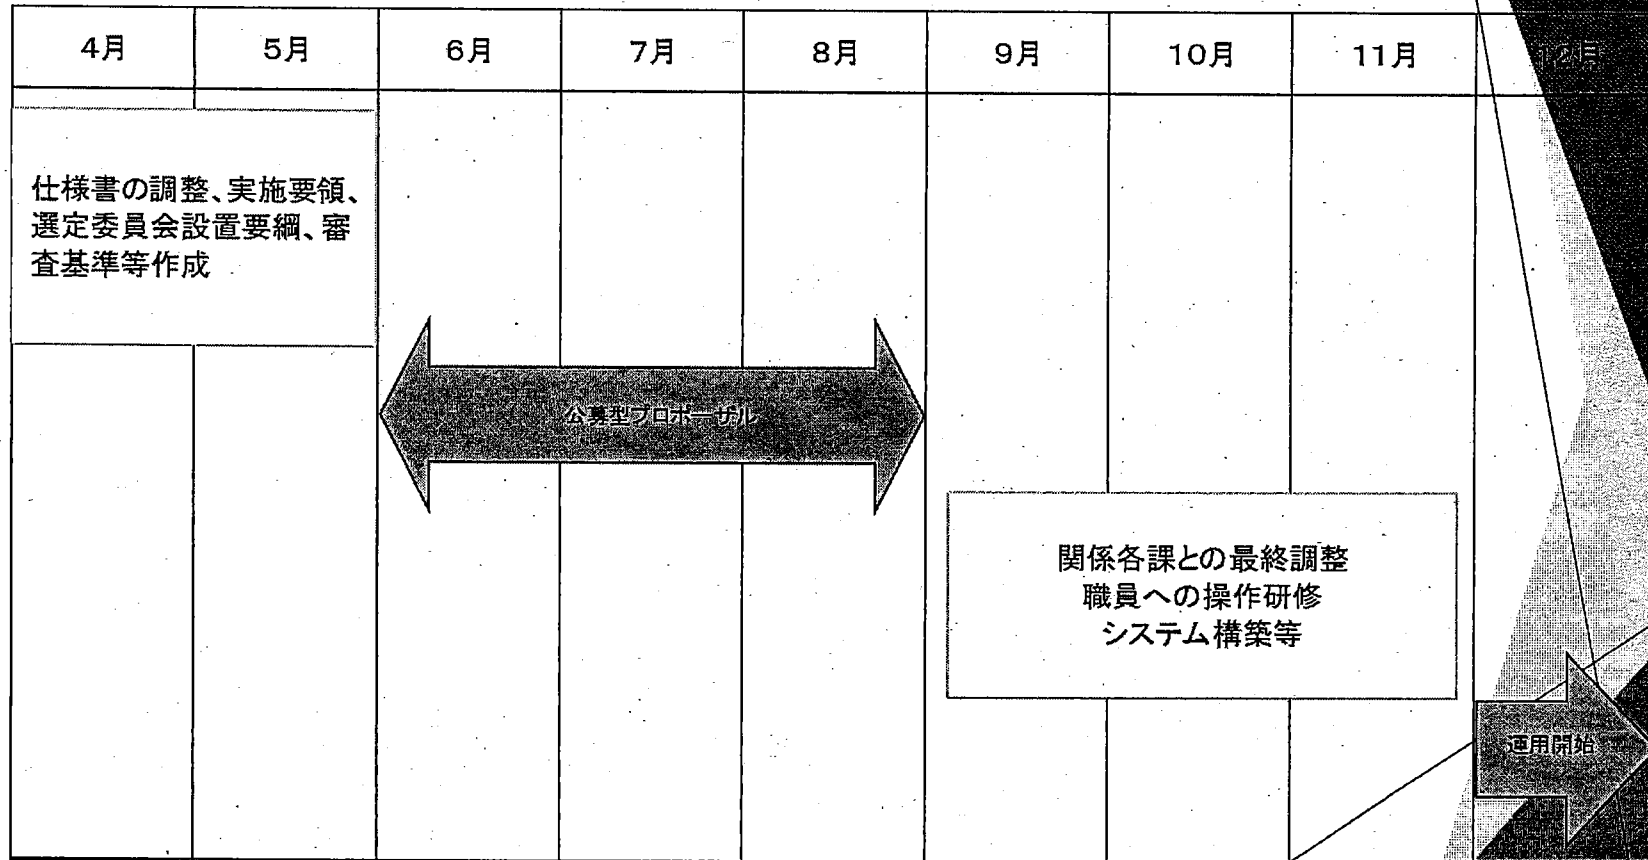 4月
5月
6月
7月
8月
9月
10月
11月
12月
仕様書の調整、実施要領、
選定委員会設置要綱、審
査基準等作成
公募型プロポーザル
関係各課との最終調整
職員への操作研修
システム構築等
運用開始